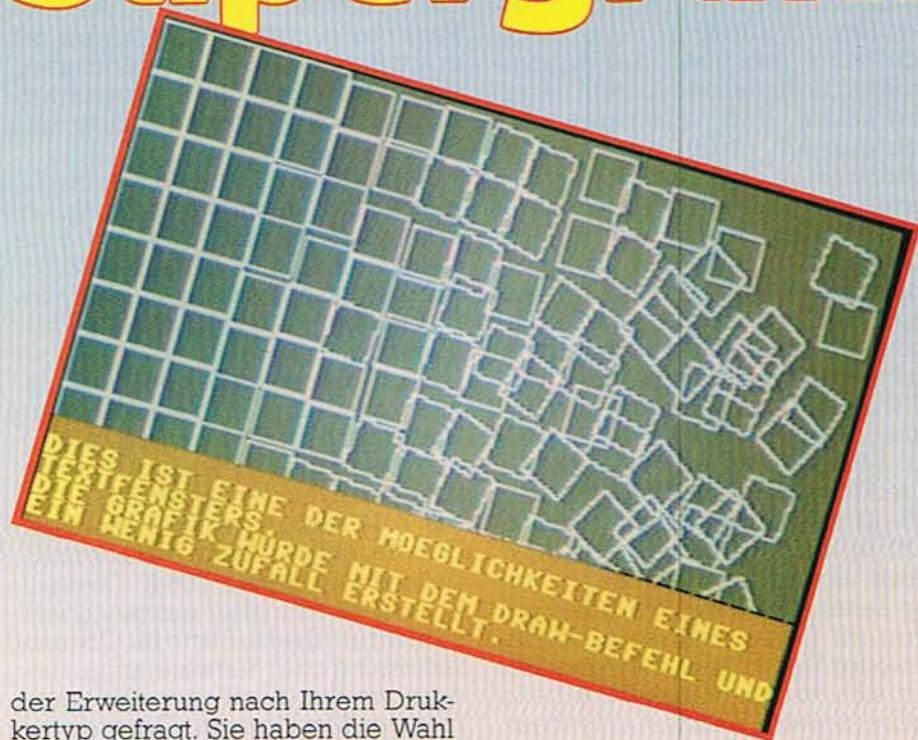 DIES IST EINE DER MOEGLICHKEITEN EINES
TEXTFENSTERS.
DIE GRAFIK WURDE MIT DEM DRAW-BEFEHL UND
EIN WENIG ZUFALL ERSTELLT.
der Erweiterung nach Ihrem Druk-
kertyp gefragt. Sie haben die Wahl